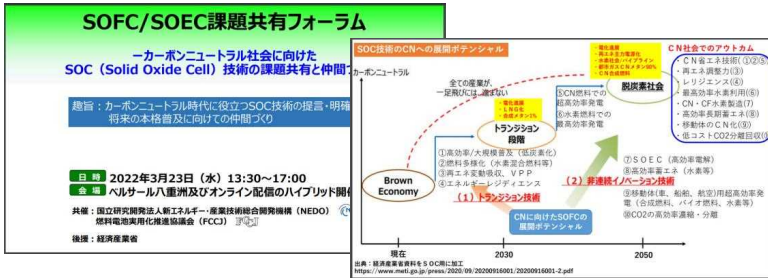 SOFC/SOEC課題共有フォーラム
ーカーボンニュートラル社会に向けた
SOC（Solid Oxide Cell）技術の課題共有と仲間
趣旨：カーボンニュートラル時代に役立つSOC技術の提言・明確
将来の本格普及に向けての仲間づくり
日時 2022年3月23日（水）13:30～17:00
会場 ベルサール八重洲及びオンライン配信のハイブリッド開
共催：国立研究開発法人新エネルギー・産業技術総合開発機構（NEDO）
燃料電池実用化推進協議会（FCCJ）
後援：経済産業省
SOC技術のCNへの展開ポテンシャル
カーボンニュートラル
全ての産業が、
一足飛びには、進まない
・電化進展
・再エネ主力電源化
・水素社会/パイプライン
・都市ガスCNメタン90%
・CN合成燃料
脱炭素社会
CN社会でのアウトカム
・CN省エネ技術(①②⑤)
・再エネ調整力(③)
・レリジエンス(④)
・最高効率水素利用(⑥)
・CN・CF水素製造(⑦)
・高効率長期蓄エネ(⑧)
・移動体のCN化(⑨)
・低コストCO2分離回収(⑩)
⑤CN燃料での
超高効率発電
⑥水素燃料での
最高効率発電
・電化進展
・LNG化
・合成メタン1%
トランジション
段階
Brown
Economy
①高効率/大規模普及（低炭素化）
②燃料多様化（水素混合燃料等）
③再エネ変動吸収、VPP
④エネルギーレジディエンス
（1）トランジション技術
（2）非連続イノベーション技術
⑦SOEC（高効率電解）
⑧高効率蓄エネ（水素等）
⑨移動体(車、船舶、航空)用超高効率発
電（合成燃料、バイオ燃料、水素等）
⑩CO2の高効率濃縮・分離
CNに向けたSOFCの
展開ポテンシャル
現在
2030
2050
出典：経済産業省資料をSOC用に加工
https://www.meti.go.jp/press/2020/09/20200916001/20200916001-2.pdf